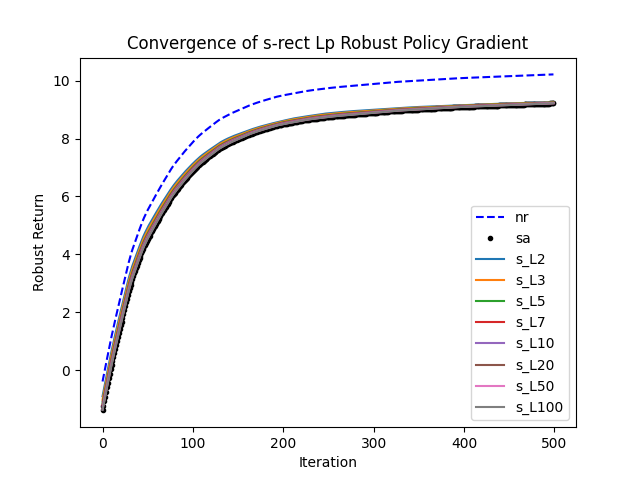 Convergence of s-rect Lp Robust Policy Gradient
Robust Return
10
8
6
4
2
0
nr
sa
s_L2
s_L3
s_L5
s_L7
s_L10
s_L20
s_L50
s_L100
0 100 200 300 400 500
Iteration